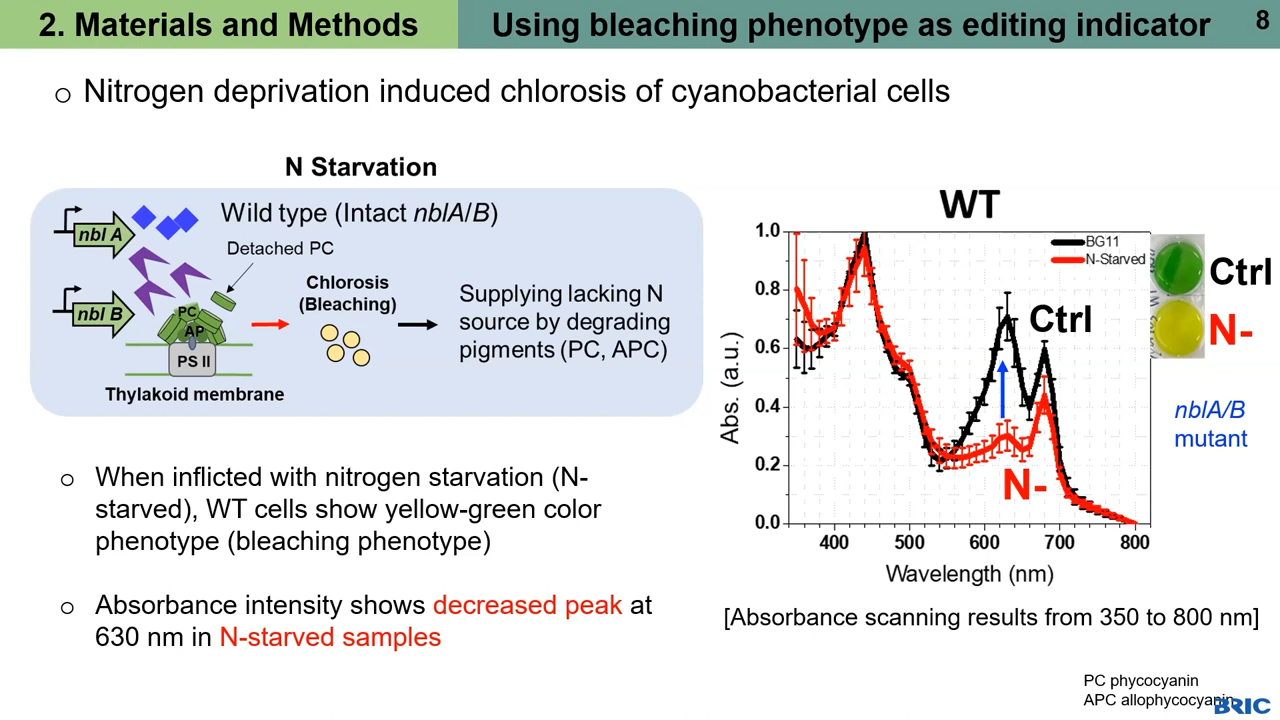 2. Materials and Methods
Using bleaching phenotype as editing indicator
8
o Nitrogen deprivation induced chlorosis of cyanobacterial cells
N Starvation
Wild type (Intact nblA/B)
nbl A
Detached PC
nbl B
PC
AP
PS II
Thylakoid membrane
Chlorosis
(Bleaching)
Supplying lacking N
source by degrading
pigments (PC, APC)
o When inflicted with nitrogen starvation (N-
starved), WT cells show yellow-green color
phenotype (bleaching phenotype)
o Absorbance intensity shows decreased peak at
630 nm in N-starved samples
WT
BG11
N-Starved
Ctrl
N-
Abs. (a.u.)
1.0
0.8
0.6
0.4
0.2
0.0
400 500 600 700 800
Wavelength (nm)
Ctrl
N-
nblA/B
mutant
[Absorbance scanning results from 350 to 800 nm]
PC phycocyanin
APC allophycocyanin
BRIC